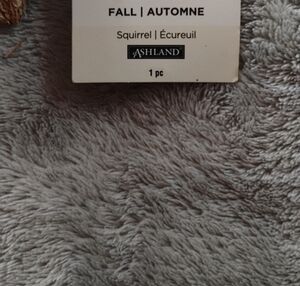 FALL | AUTOMNE
Squirrel | Écureuil
ASHLAND
1 pc